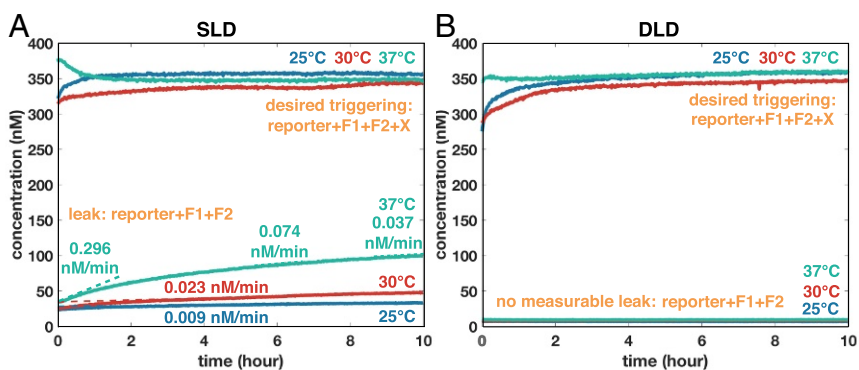 A
SLD
400
350
300
250
200
150
100
50
0
concentration (nM)
25°C 30°C 37°C
desired triggering:
reporter+F1+F2+X
leak: reporter+F1+F2
0.296
nM/min
0.074
nM/min
37°C
0.037
nM/min
0.023 nM/min
30°C
0.009 nM/min
25°C
0 2 4 6 8 10
time (hour)
B
DLD
400
350
300
250
200
150
100
50
0
concentration (nM)
25°C 30°C 37°C
desired triggering:
reporter+F1+F2+X
37°C
no measurable leak: reporter+F1+F2
30°C
25°C
0 2 4 6 8 10
time (hour)